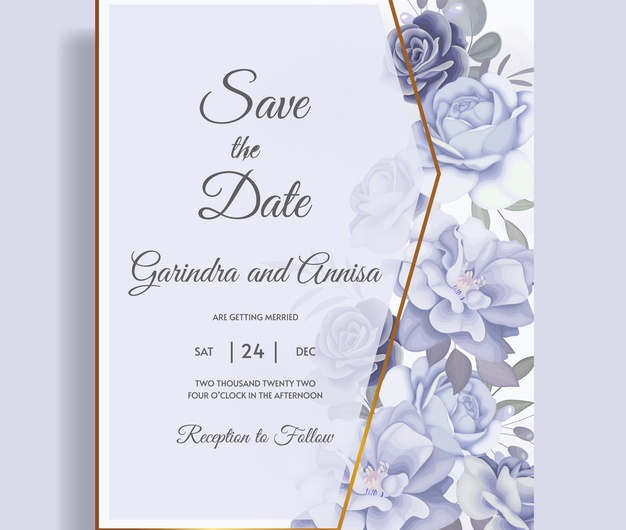 Save
the
Date
Garindra and Annisa
ARE GETTING MERRIED
SAT | 24 | DEC
TWO THOUSAND TWENTY TWO
FOUR O'CLOCK IN THE AFTERNOON
Reception to Follow